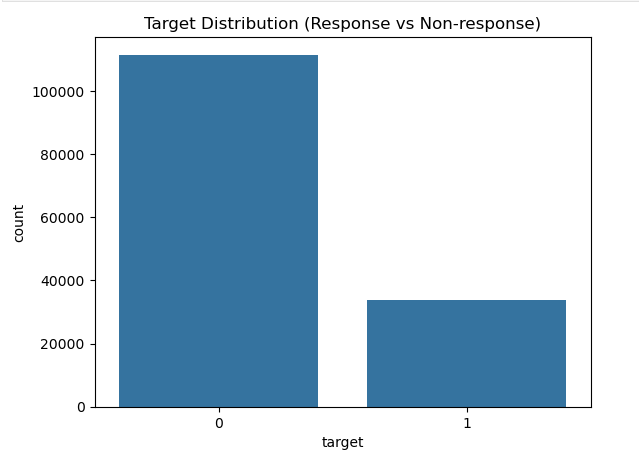 Target Distribution (Response vs Non-response)
100000
80000
60000
40000
20000
0
count
0 1
target